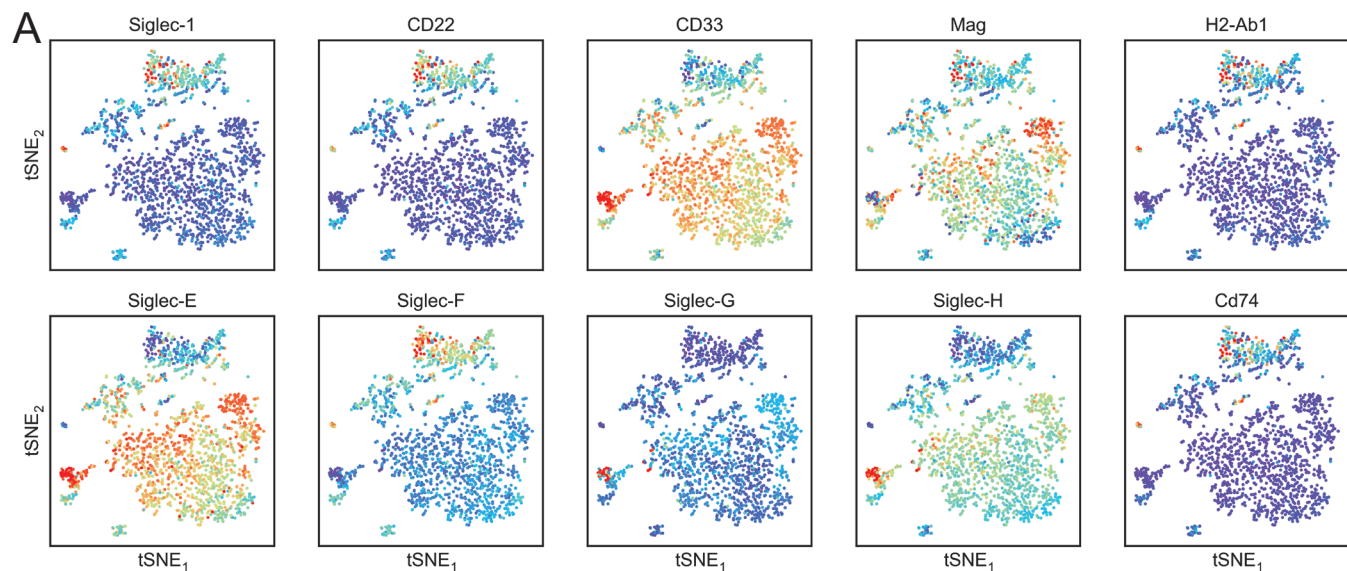 A
Siglec-1 CD22 CD33 Mag H2-Ab1
tSNE2
Siglec-E Siglec-F Siglec-G Siglec-H Cd74
tSNE2
tSNE1 tSNE1 tSNE1 tSNE1 tSNE1